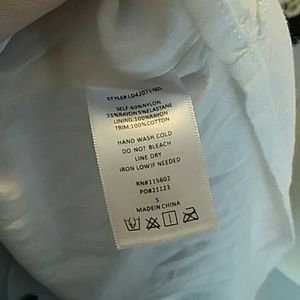 SELF:60%NYLON
35%RAYON 5%ELASTANE
LINING:100%RAYON
TRIM:100%COTTON
HAND WASH COLD
DO NOT BLEACH
LINE DRY
IRON LOW IF NEEDED
RN#115602
PO#21123
S
MADE IN CHINA